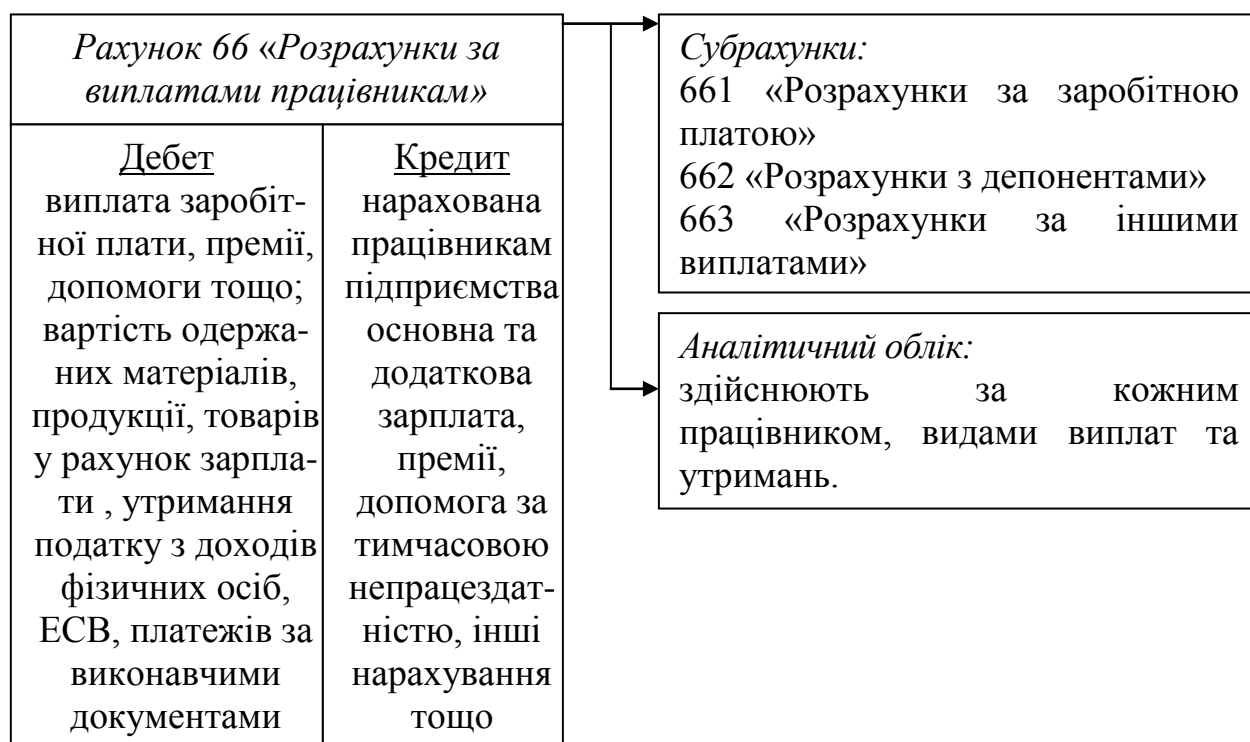 Рахунок 66 «Розрахунки за
виплатами працівникам»
Дебет
виплата заробіт-
ної плати, премії,
допомоги тощо;
вартість одержа-
них матеріалів,
продукції, товарів
у рахунок зарпла-
ти , утримання
податку з доходів
фізичних осіб,
ЕСВ, платежів за
виконавчими
документами
Кредит
нарахована
працівникам
підприємства
основна та
додаткова
зарплата,
премії,
допомога за
тимчасовою
непрацездат-
ністю, інші
нарахування
тощо
Субрахунки:
661 «Розрахунки за заробітною
платою»
662 «Розрахунки з депонентами»
663 «Розрахунки за іншими
виплатами»
Аналітичний облік:
здійснюють за кожним
працівником, видами виплат та
утримань.